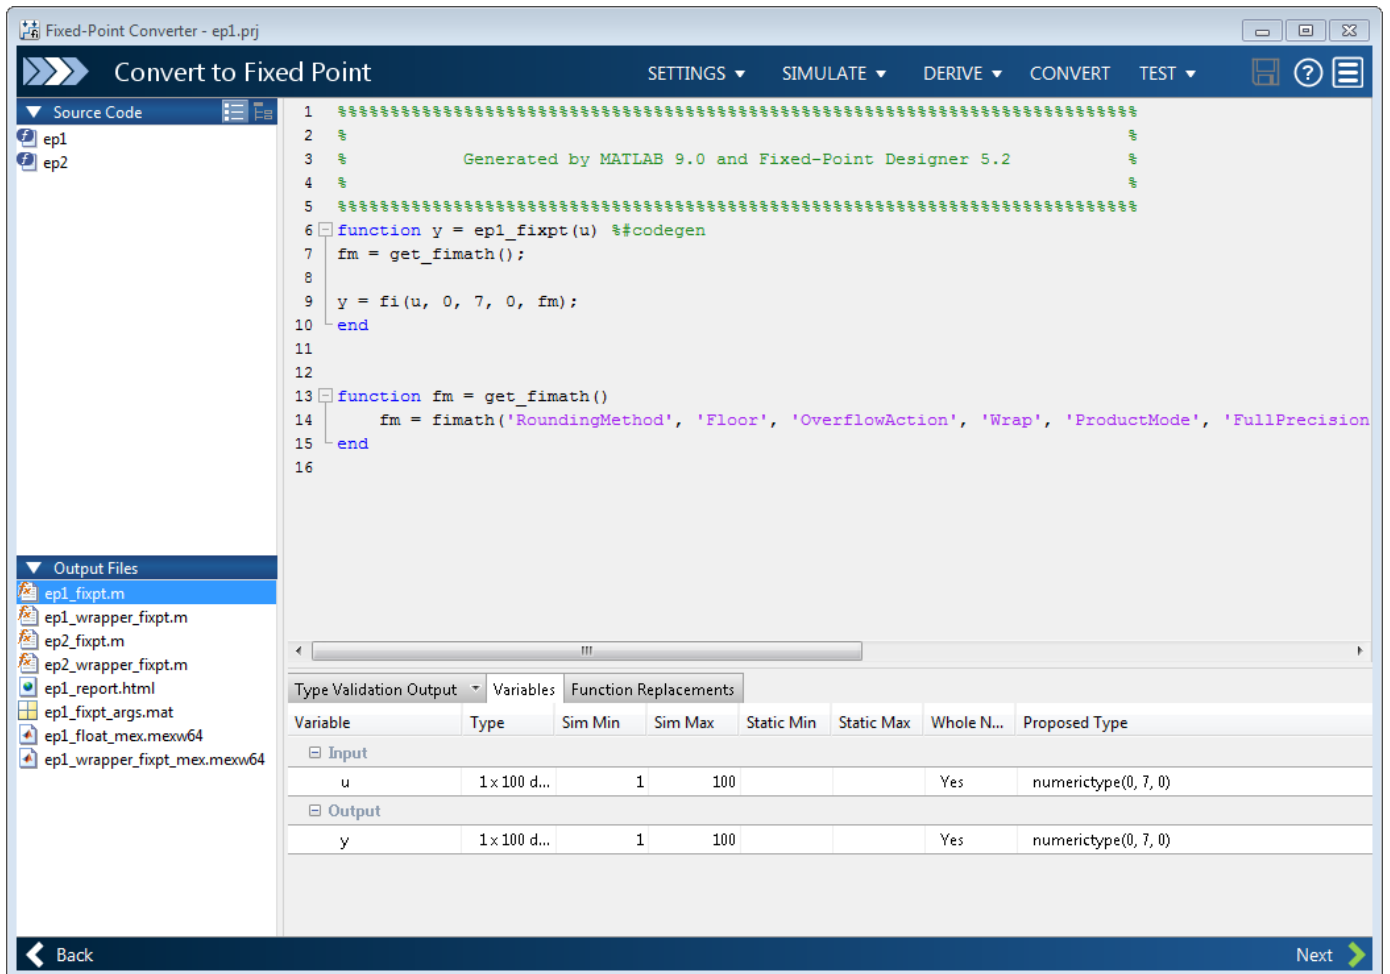 Fixed-Point Converter - ep1.prj
Convert to Fixed Point
SETTINGS SIMULATE DERIVE CONVERT TEST
Source Code
ep1
ep2
1 %%%%%%%%%%%%%%%%%%%%%%%%%%%%%%%%%%%%%%%%%%%%%%%%%%%%%%%%%%%%%%%%%%%%%%%%%%%%%%
2 % %
3 % Generated by MATLAB 9.0 and Fixed-Point Designer 5.2 %
4 % %
5 %%%%%%%%%%%%%%%%%%%%%%%%%%%%%%%%%%%%%%%%%%%%%%%%%%%%%%%%%%%%%%%%%%%%%%%%%%%%%%
6 function y = ep1_fixpt(u) %#codegen
7 fm = get_fimath();
8
9 y = fi(u, 0, 7, 0, fm);
10 end
11
12
13 function fm = get_fimath()
14 fm = fimath('RoundingMethod', 'Floor', 'OverflowAction', 'Wrap', 'ProductMode', 'FullPrecision
15 end
16
Output Files
ep1_fixpt.m
ep1_wrapper_fixpt.m
ep2_fixpt.m
ep2_wrapper_fixpt.m
ep1_report.html
ep1_fixpt_args.mat
ep1_float_mex.mexw64
ep1_wrapper_fixpt_mex.mexw64
Type Validation Output Variables Function Replacements
Variable Type Sim Min Sim Max Static Min Static Max Whole N... Proposed Type
Input
u 1 x 100 d... 1 100 Yes numerictype(0, 7, 0)
Output
y 1 x 100 d... 1 100 Yes numerictype(0, 7, 0)
Back
Next